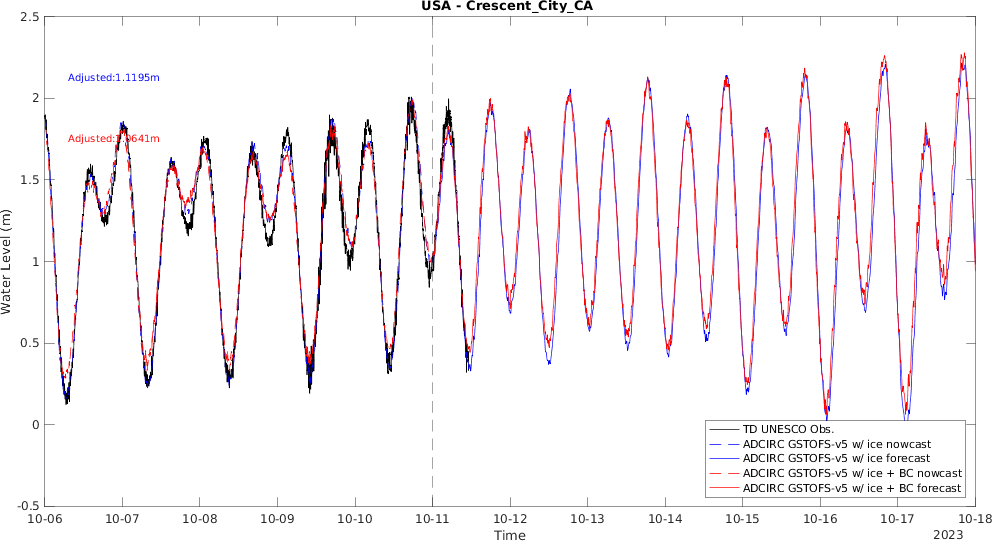 USA - Crescent_City_CA
2.5
2
1.5
1
0.5
0
-0.5
Water Level (m)
Adjusted:1.1195m
Adjusted:1.0641m
TD UNESCO Obs.
ADCIRC GSTOFS-v5 w/ ice nowcast
ADCIRC GSTOFS-v5 w/ ice forecast
ADCIRC GSTOFS-v5 w/ ice + BC nowcast
ADCIRC GSTOFS-v5 w/ ice + BC forecast
10-06 10-07 10-08 10-09 10-10 10-11 10-12 10-13 10-14 10-15 10-16 10-17 10-18
Time
2023